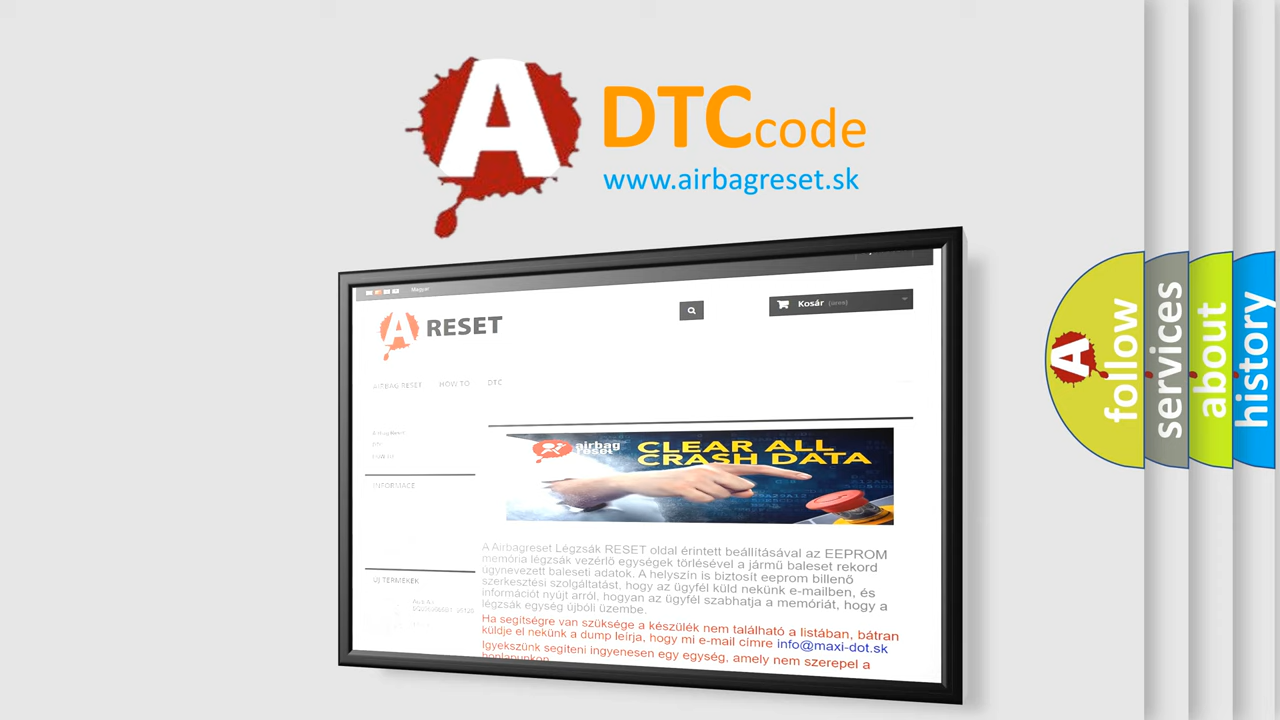 A DTCcode
www.airbagreset.sk
Magyar
Kosár (üres)
A RESET
AIRBAG RESET HOW TO DTC
airbag reset CLEAR ALL CRASH DATA
INFORMACE
A Airbagreset Légzsák RESET oldal érintett beállításával az EEPROM
memória légzsák vezérlő egységek törlésével a jármű baleset rekord
úgynevezett baleseti adatok. A helyszín is biztosít eeprom billenő
szerkesztési szolgáltatást, hogy az ügyfél küld nekünk e-mailben, és
információt nyújt arról, hogyan az ügyfél szabhatja a memóriát, hogy a
légzsák egység újbóli üzembe.
ÚJ TERMÉKEK
Ha segítségre van szüksége a készülék nem található a listában, bátran
küldje el nekünk a dump leírja, hogy mi e-mail címre info@maxi-dot.sk
Igyekszünk segíteni ingyenesen egy egység, amely nem szerepel a
honlapunkon
A follow
services
about
history